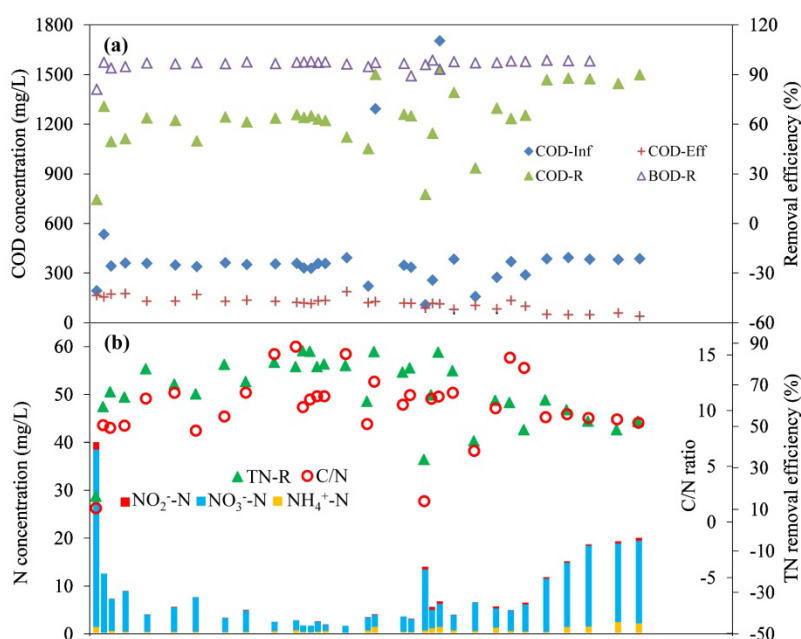 (a)
COD concentration (mg/L)
1800
1500
1200
900
600
300
0
COD-Inf
COD-Eff
COD-R
BOD-R
120
90
60
30
0
-30
-60
Removal efficiency (%)
(b)
N concentration (mg/L)
60
50
40
30
20
10
0
TN-R
C/N
NO₂⁻-N
NO₃⁻-N
NH₄⁺-N
15
10
5
0
-5
C/N ratio
90
70
50
30
10
-10
-30
-50
TN removal efficiency (%)